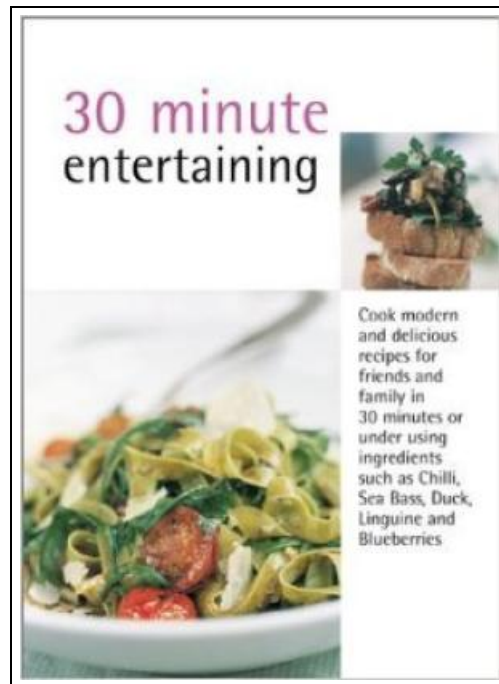 30 minute
entertaining
Cook modern
and delicious
recipes for
friends and
family in
30 minutes or
under using
ingredients
such as Chilli,
Sea Bass, Duck,
Linguine and
Blueberries